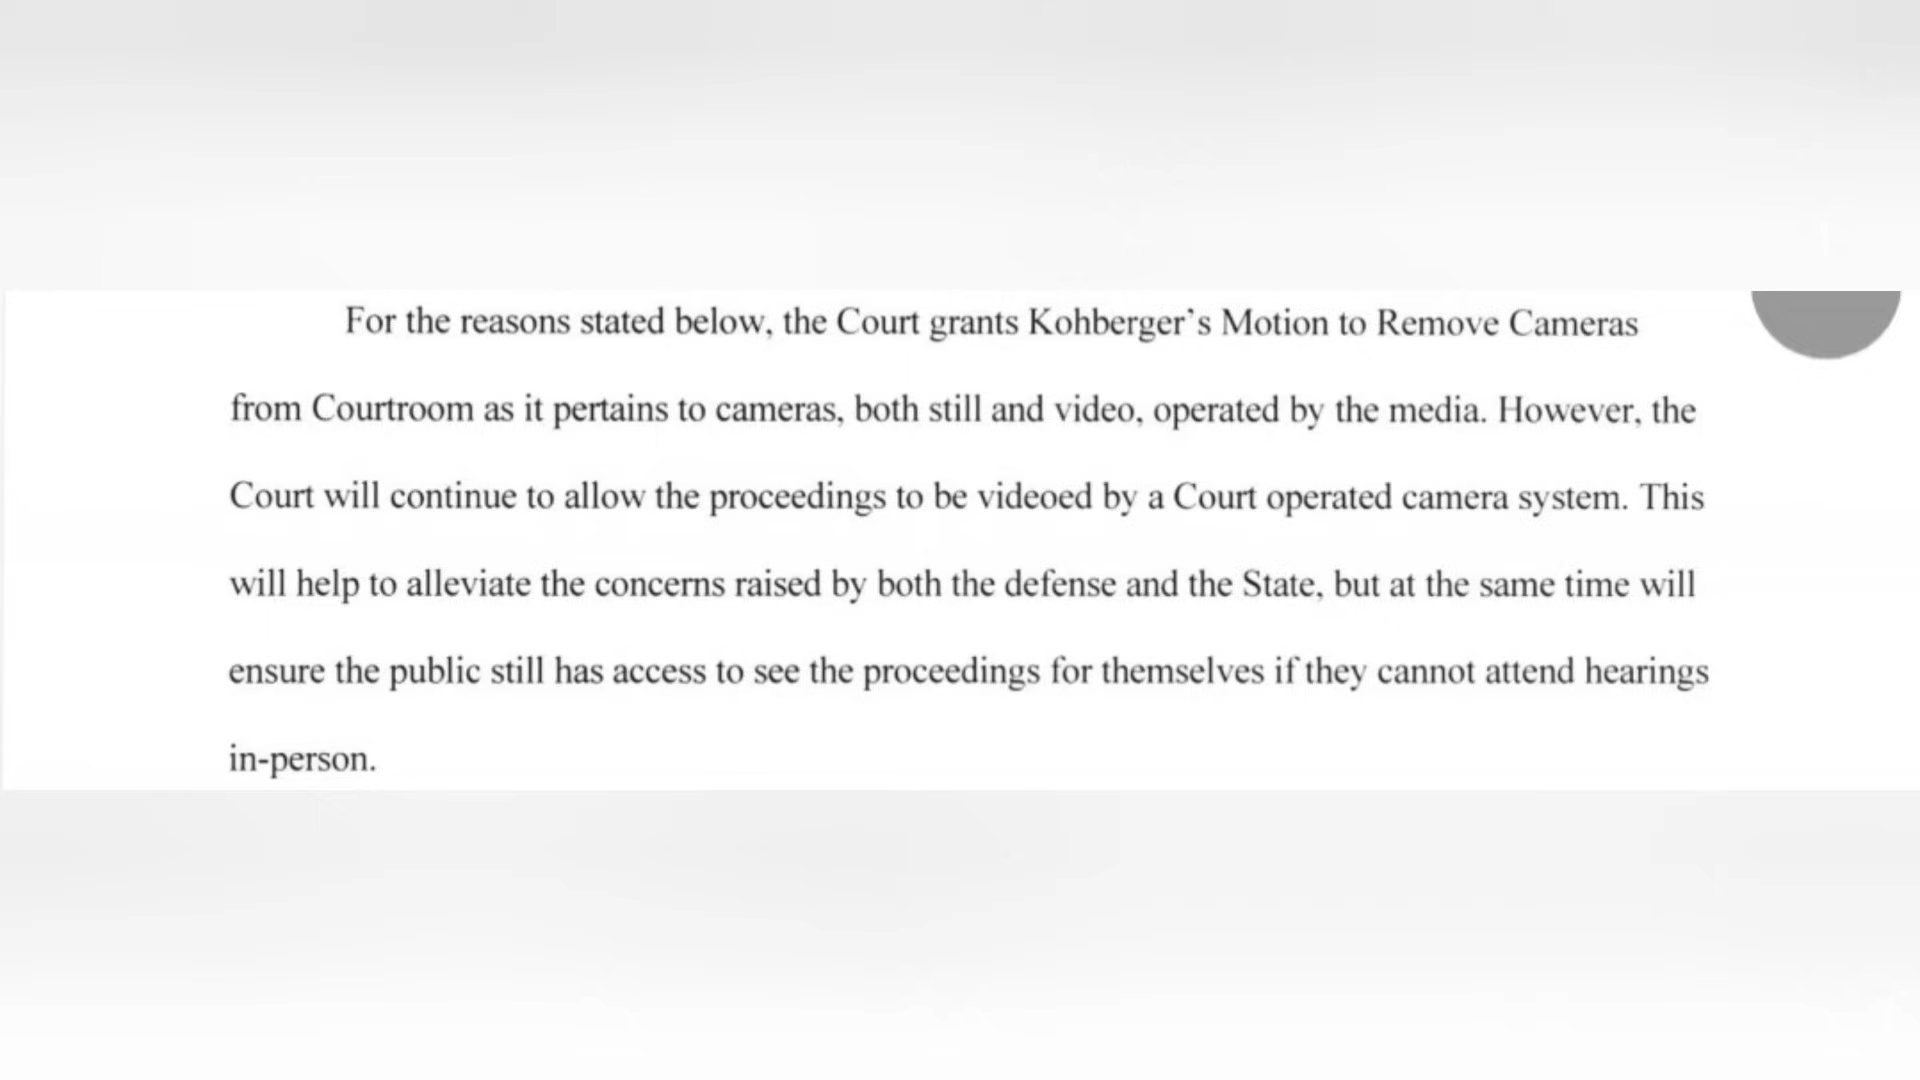 For the reasons stated below, the Court grants Kohberger's Motion to Remove Cameras
from Courtroom as it pertains to cameras, both still and video, operated by the media. However, the
Court will continue to allow the proceedings to be videoed by a Court operated camera system. This
will help to alleviate the concerns raised by both the defense and the State, but at the same time will
ensure the public still has access to see the proceedings for themselves if they cannot attend hearings
in-person.